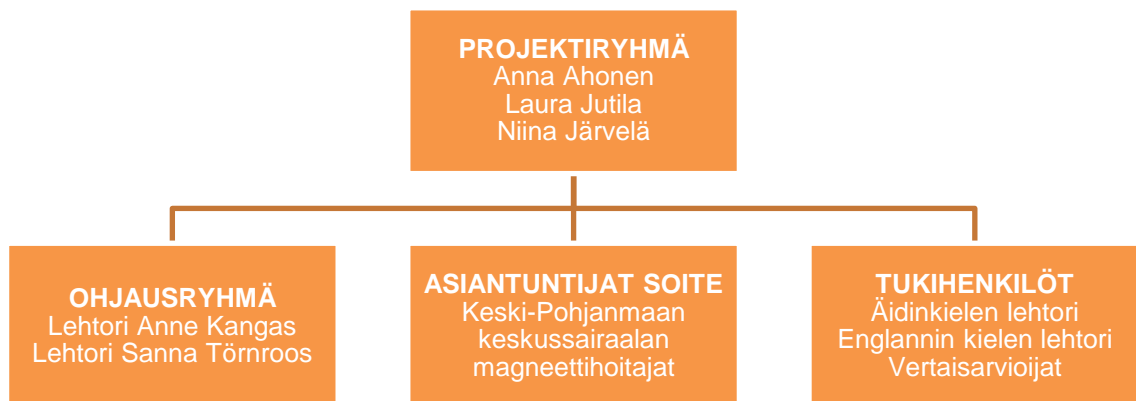 PROJEKTIRYHMÄ
Anna Ahonen
Laura Jutila
Niina Järvelä
OHJAUSRYHMÄ
Lehtori Anne Kangas
Lehtori Sanna Törnroos
ASIANTUNTIJAT SOITE
Keski-Pohjanmaan
keskussairaalan
magneettihoitajat
TUKIHENKILÖT
Äidinkielen lehtori
Englannin kielen lehtori
Vertaisarvioijat